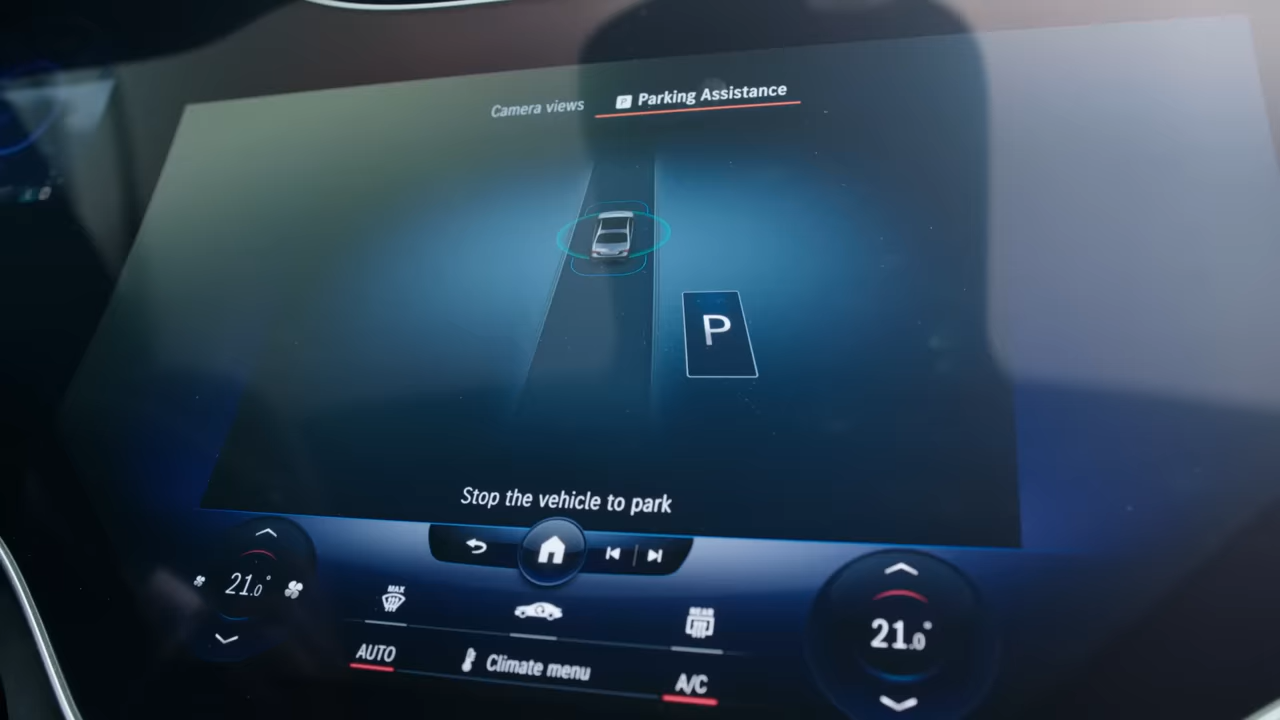 Camera views
P Parking Assistance
P
Stop the vehicle to park
21.0°
MAX
REAR
21.0°
AUTO
Climate menu
A/C